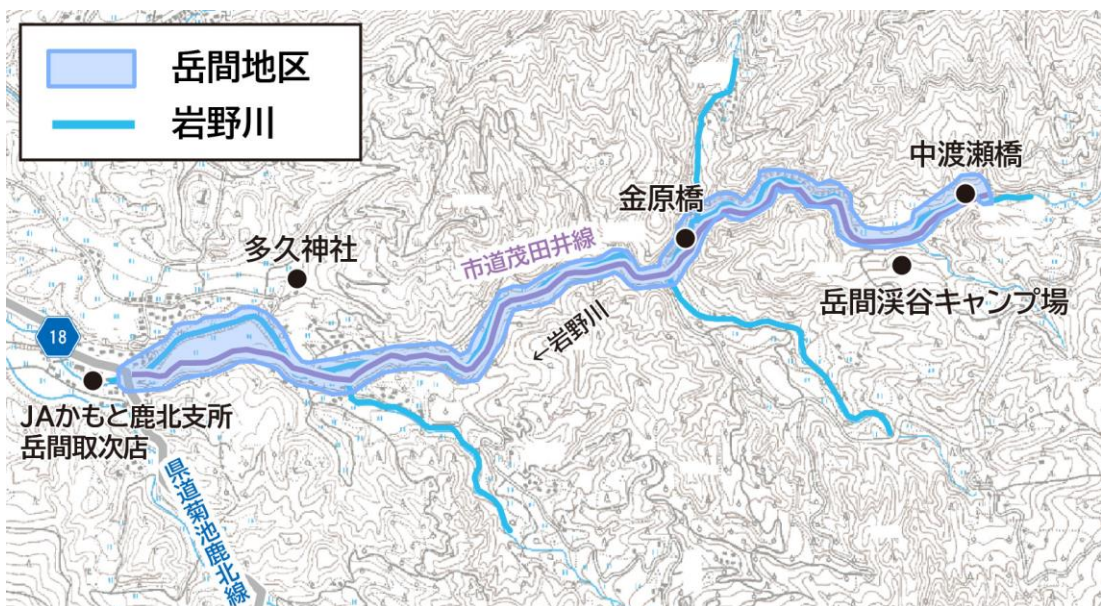 岳間地区
岩野川
中渡瀬橋
金原橋
多久神社
市道茂田井線
岳間渓谷キャンプ場
←岩野川
18
JAかもと鹿北支所
岳間取次店
県道菊池鹿北線